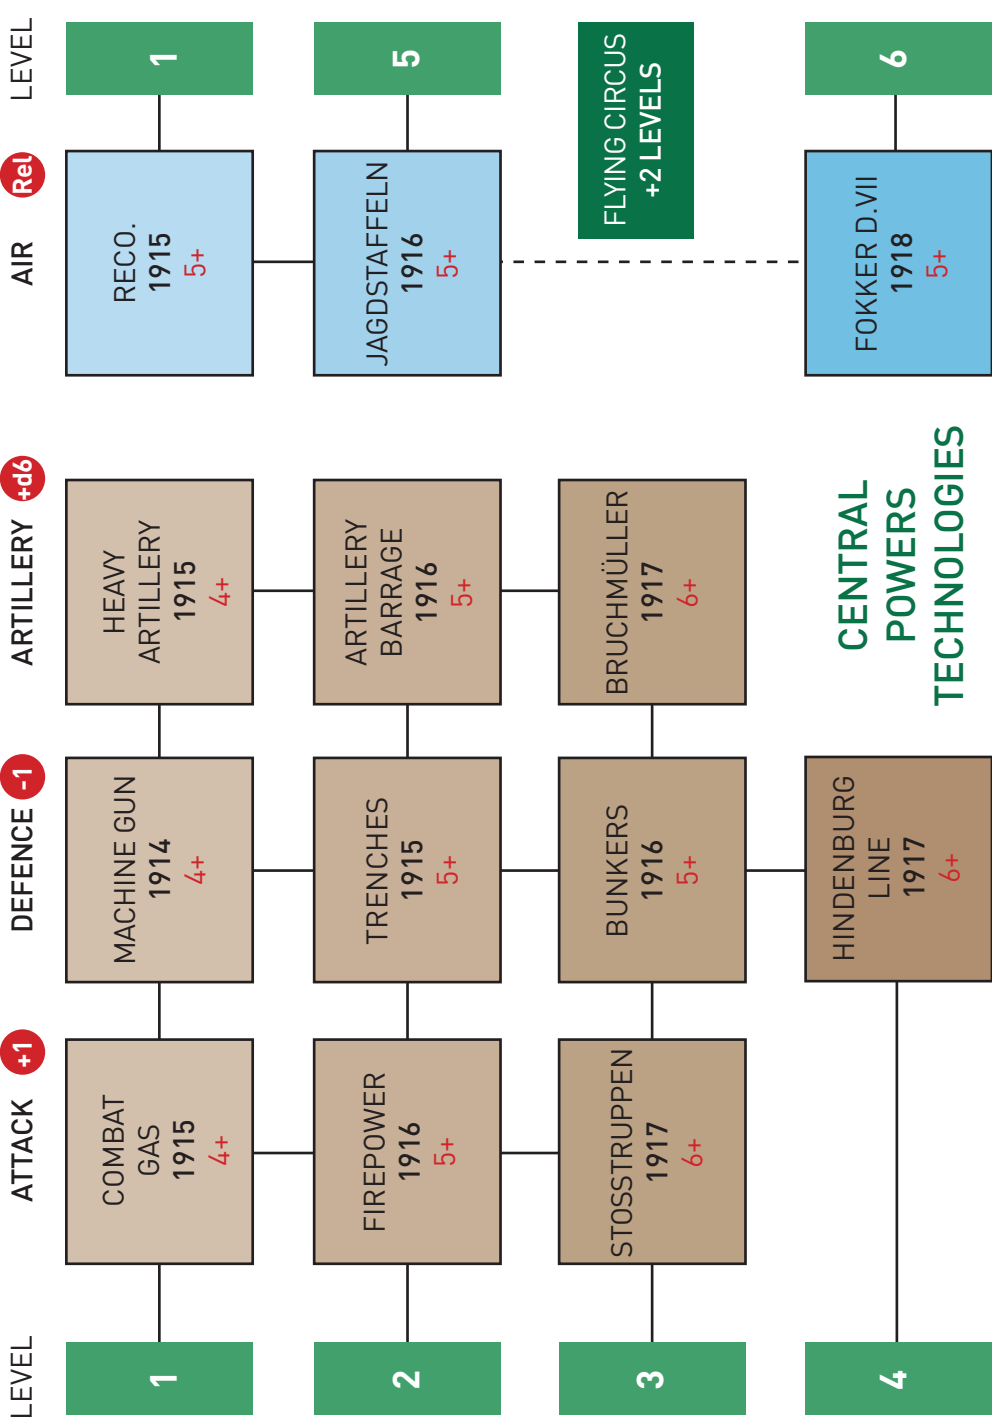 LEVEL
ATTACK +1
DEFENCE -1
ARTILLERY +d6
AIR Rel
LEVEL
1
COMBAT
GAS
1915
4+
MACHINE GUN
1914
4+
HEAVY
ARTILLERY
1915
4+
RECO.
1915
5+
1
2
FIREPOWER
1916
5+
TRENCHES
1915
5+
ARTILLERY
BARRAGE
1916
5+
JAGDSTAFFELN
1916
5+
5
3
STOSSTRUPPEN
1917
6+
BUNKERS
1916
5+
BRUCHMÜLLER
1917
6+
FLYING CIRCUS
+2 LEVELS
4
HINDENBURG
LINE
1917
6+
CENTRAL
POWERS
TECHNOLOGIES
FOKKER D.VII
1918
5+
6